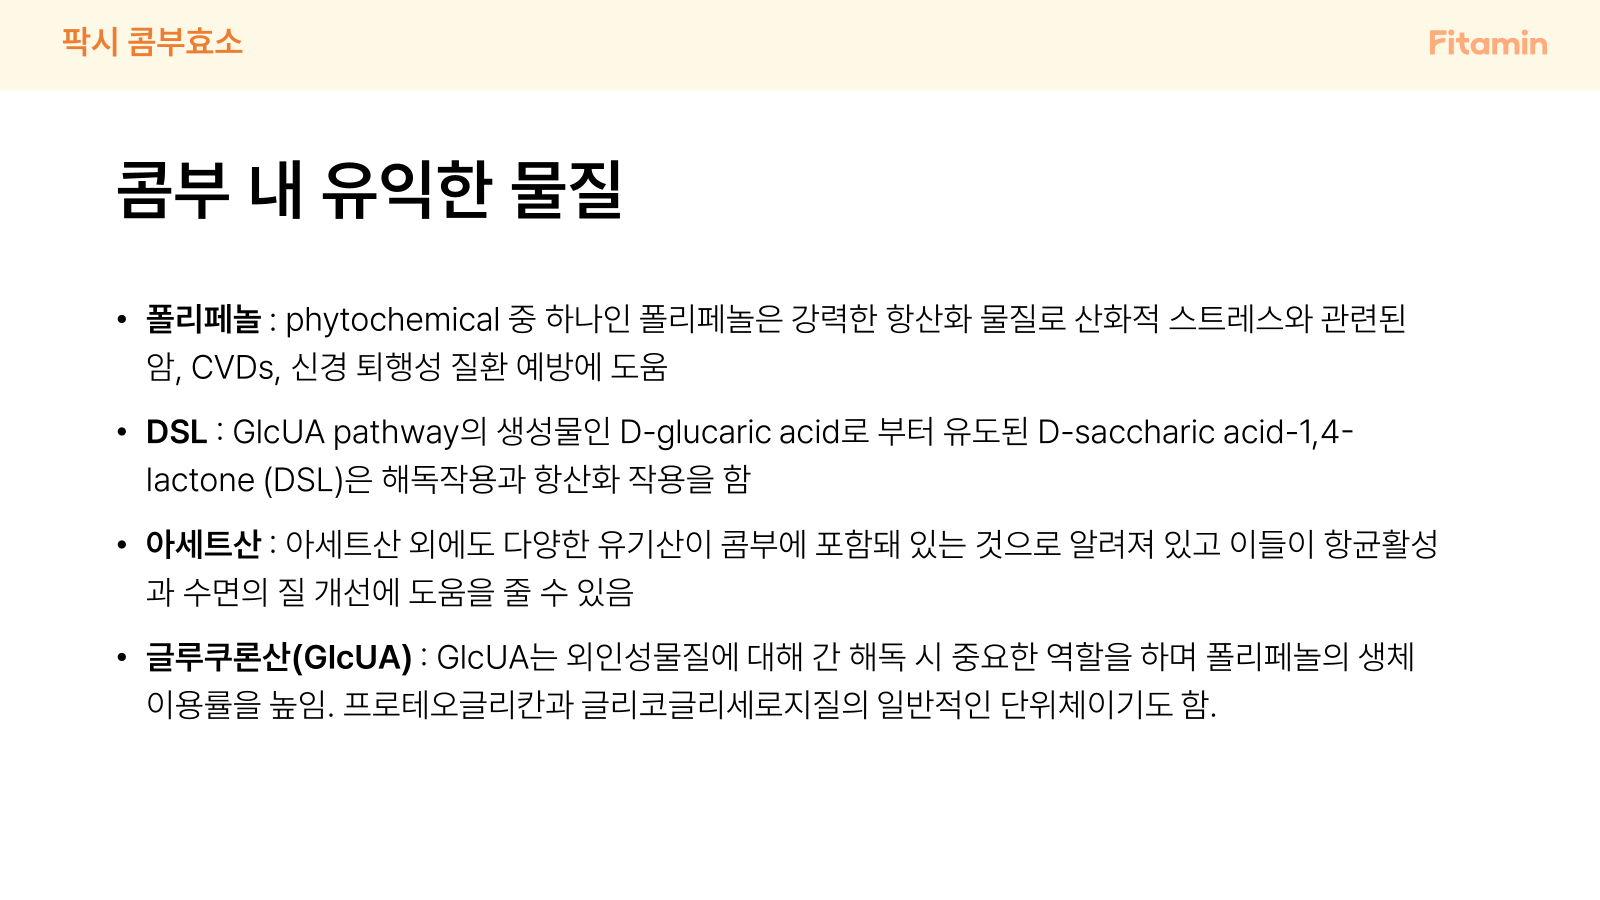 팍시 콤부효소
Fitamin
콤부 내 유익한 물질
• 폴리페놀 : phytochemical 중 하나인 폴리페놀은 강력한 항산화 물질로 산화적 스트레스와 관련된
암, CVDs, 신경 퇴행성 질환 예방에 도움
• DSL : GlcUA pathway의 생성물인 D-glucaric acid로 부터 유도된 D-saccharic acid-1,4-
lactone (DSL)은 해독작용과 항산화 작용을 함
• 아세트산 : 아세트산 외에도 다양한 유기산이 콤부에 포함돼 있는 것으로 알려져 있고 이들이 항균활성
과 수면의 질 개선에 도움을 줄 수 있음
• 글루쿠론산(GlcUA) : GlcUA는 외인성물질에 대해 간 해독 시 중요한 역할을 하며 폴리페놀의 생체
이용률을 높임. 프로테오글리칸과 글리코글리세로지질의 일반적인 단위체이기도 함.